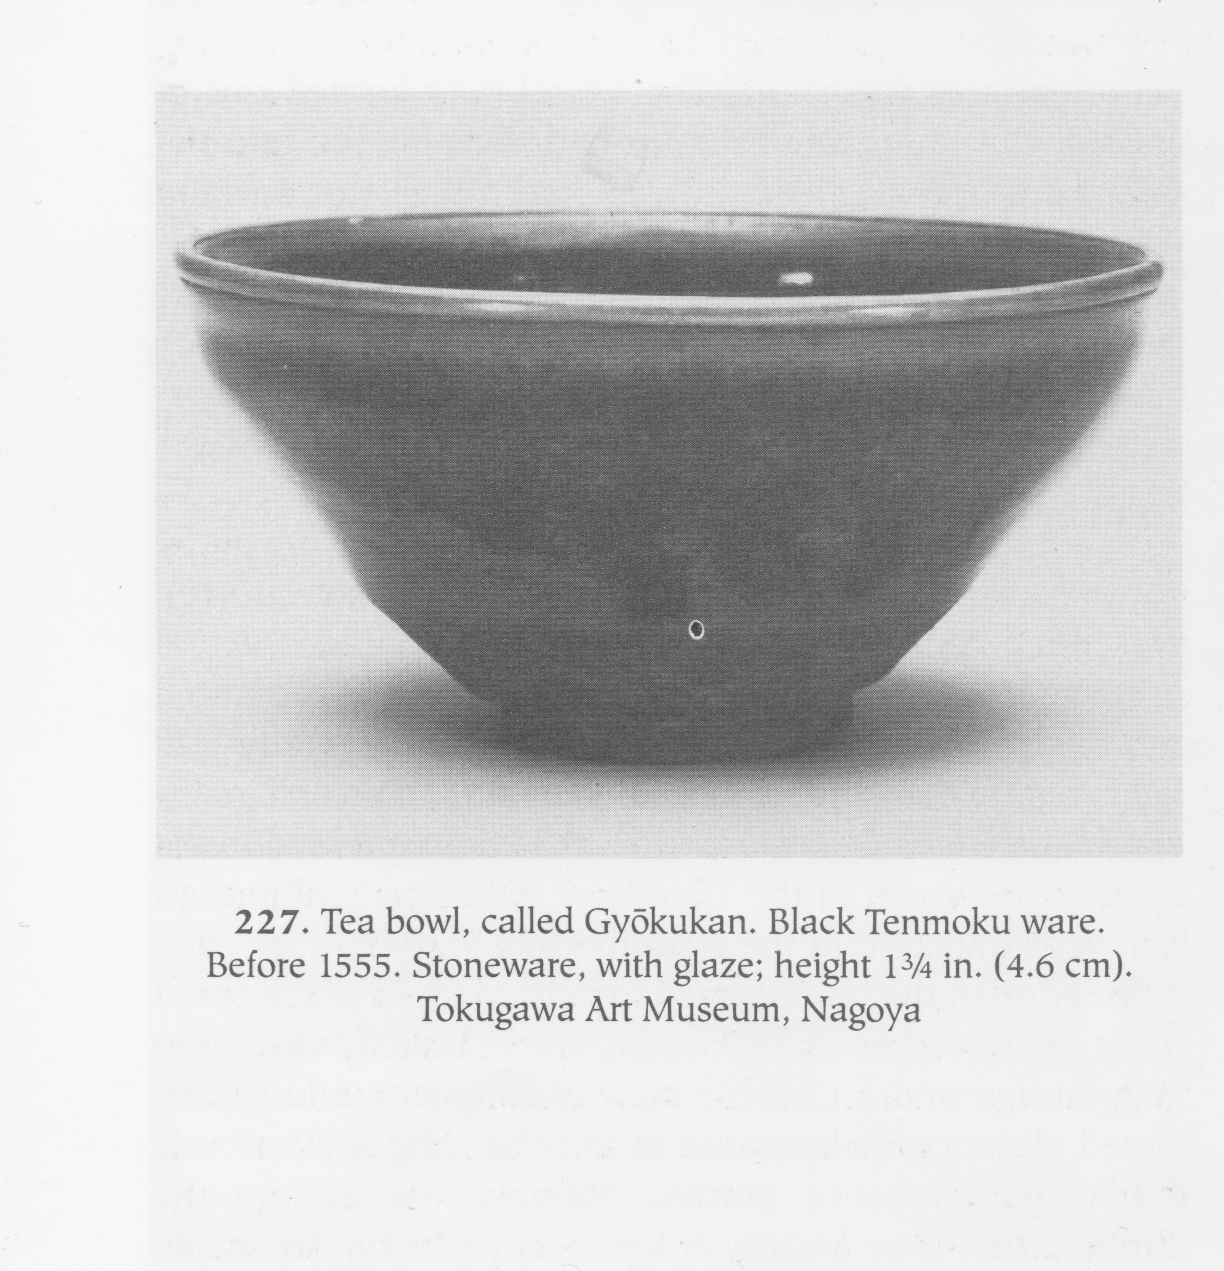 227. Tea bowl, called Gyōkukan. Black Tenmoku ware.
Before 1555. Stoneware, with glaze; height 1¾ in. (4.6 cm).
Tokugawa Art Museum, Nagoya